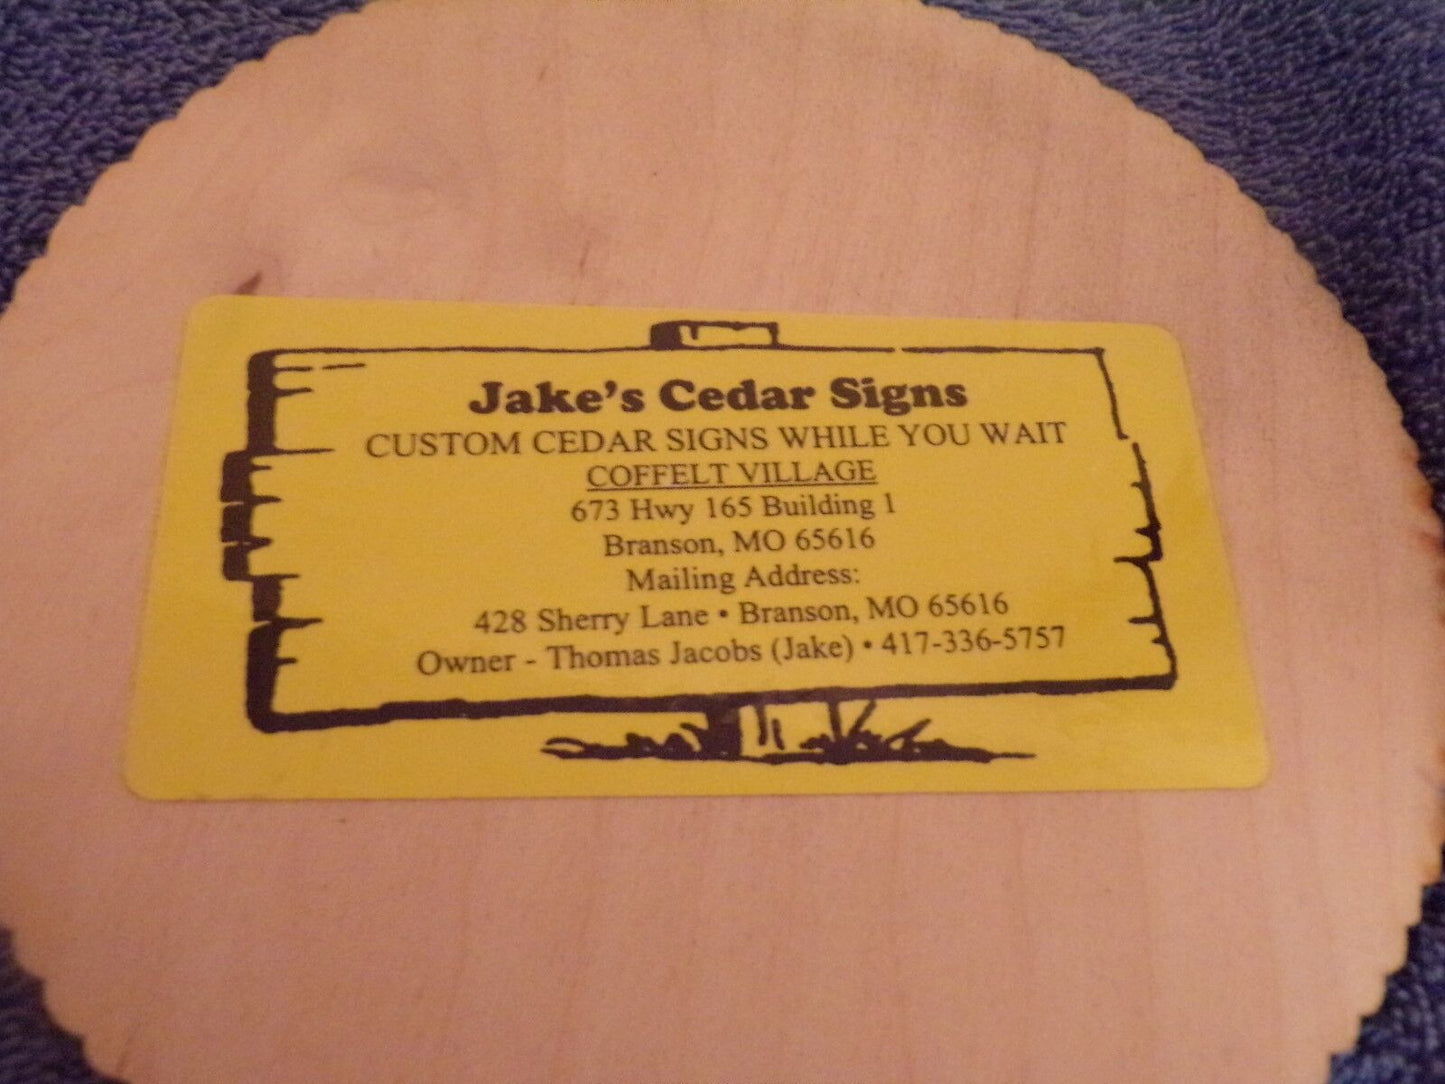 Jake's Cedar Signs
CUSTOM CEDAR SIGNS WHILE YOU WAIT
COFFELT VILLAGE
673 Hwy 165 Building 1
Branson, MO 65616
Mailing Address:
428 Sherry Lane • Branson, MO 65616
Owner - Thomas Jacobs (Jake) • 417-336-5757